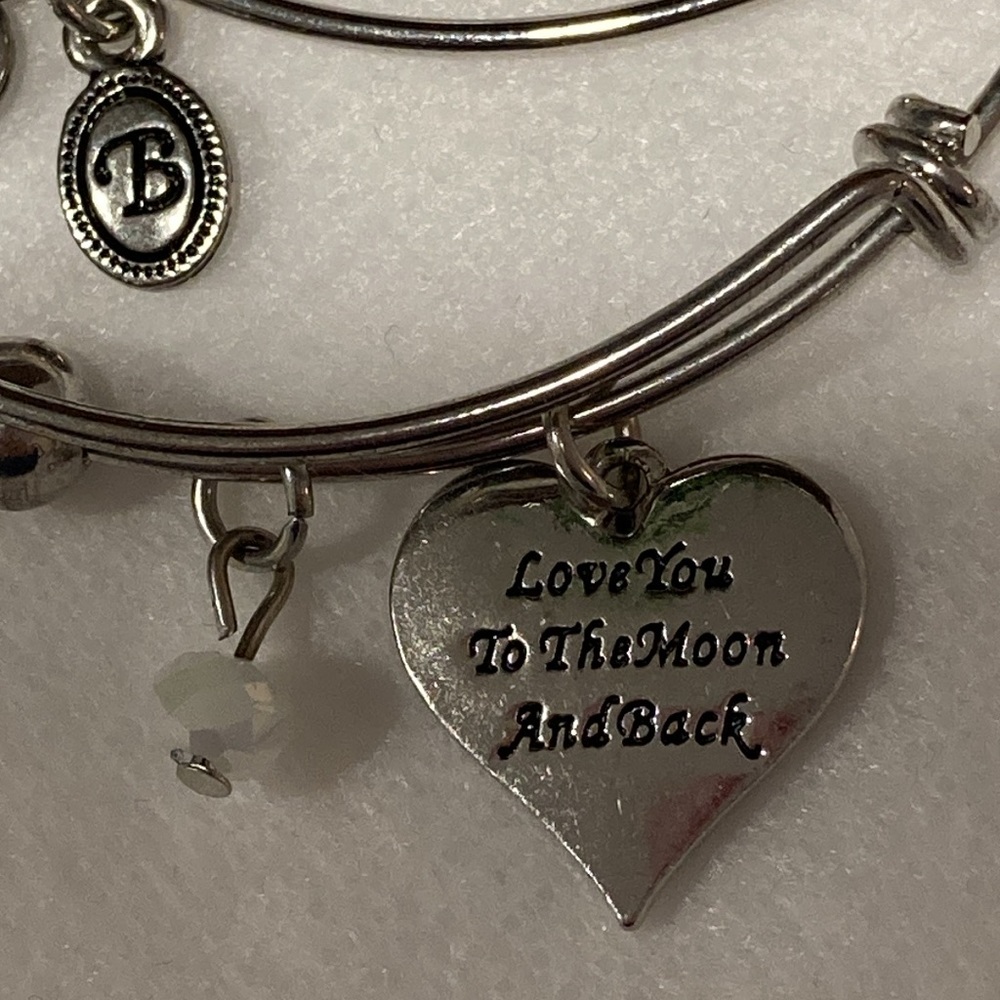 B
Love You
To The Moon
And Back